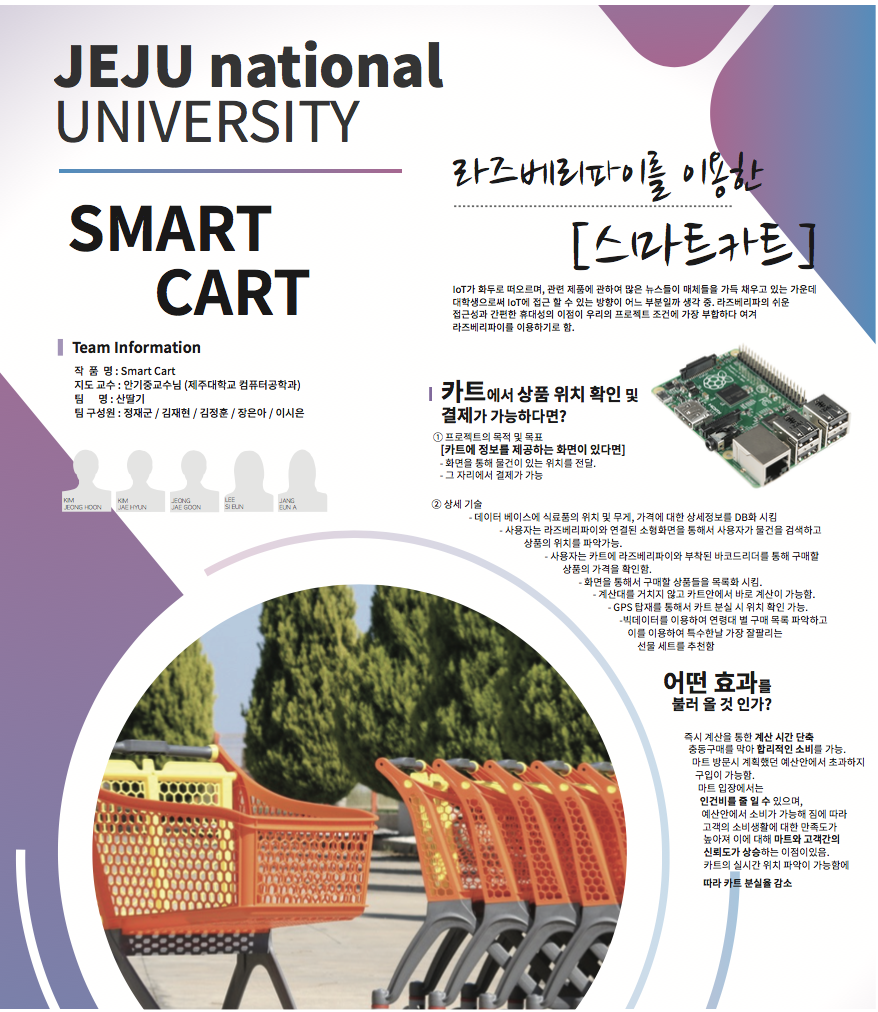 JEJU national
UNIVERSITY
SMART
CART
Team Information
작 품 명 : Smart Cart
지도 교수 : 안기중교수님 (제주대학교 컴퓨터공학과)
팀 명 : 산딸기
팀 구성원 : 정재군 / 김재현 / 김정훈 / 장은아 / 이시은
KIM
JEONG HOON
KIM
JAE HYUN
JEONG
JAE GOON
LEE
SI EUN
JANG
EUN A
라즈베리파이를 이용한
[스마트카트]
IoT가 화두로 떠오르며, 관련 제품에 관하여 많은 뉴스들이 매체들을 가득 채우고 있는 가운데
대학생으로써 IoT에 접근 할 수 있는 방향이 어느 부분일까 생각 중. 라즈베리파의 쉬운
접근성과 간편한 휴대성의 이점이 우리의 프로젝트 조건에 가장 부합하다 여겨
라즈베리파이를 이용하기로 함.
카트에서 상품 위치 확인 및
결제가 가능하다면?
① 프로젝트의 목적 및 목표
[카트에 정보를 제공하는 화면이 있다면]
- 화면을 통해 물건이 있는 위치를 전달.
- 그 자리에서 결제가 가능
② 상세 기술
- 데이터 베이스에 식료품의 위치 및 무게, 가격에 대한 상세정보를 DB화 시킴
- 사용자는 라즈베리파이와 연결된 소형화면을 통해서 사용자가 물건을 검색하고
상품의 위치를 파악가능.
- 사용자는 카트에 라즈베리파이와 부착된 바코드리더를 통해 구매할
상품의 가격을 확인함.
- 화면을 통해서 구매할 상품들을 목록화 시킴.
- 계산대를 거치지 않고 카트안에서 바로 계산이 가능함.
- GPS 탑재를 통해서 카트 분실 시 위치 확인 가능.
-빅데이터를 이용하여 연령대 별 구매 목록 파악하고
이를 이용하여 특수한날 가장 잘팔리는
선물 세트를 추천함
어떤 효과를
불러 올 것 인가?
즉시 계산을 통한 계산 시간 단축
충동구매를 막아 합리적인 소비를 가능.
마트 방문시 계획했던 예산안에서 초과하지
구입이 가능함.
마트 입장에서는
인건비를 줄 일 수 있으며,
예산안에서 소비가 가능해 짐에 따라
고객의 소비생활에 대한 만족도가
높아져 이에 대해 마트와 고객간의
신뢰도가 상승하는 이점이있음.
카트의 실시간 위치 파악이 가능함에
따라 카트 분실율 감소